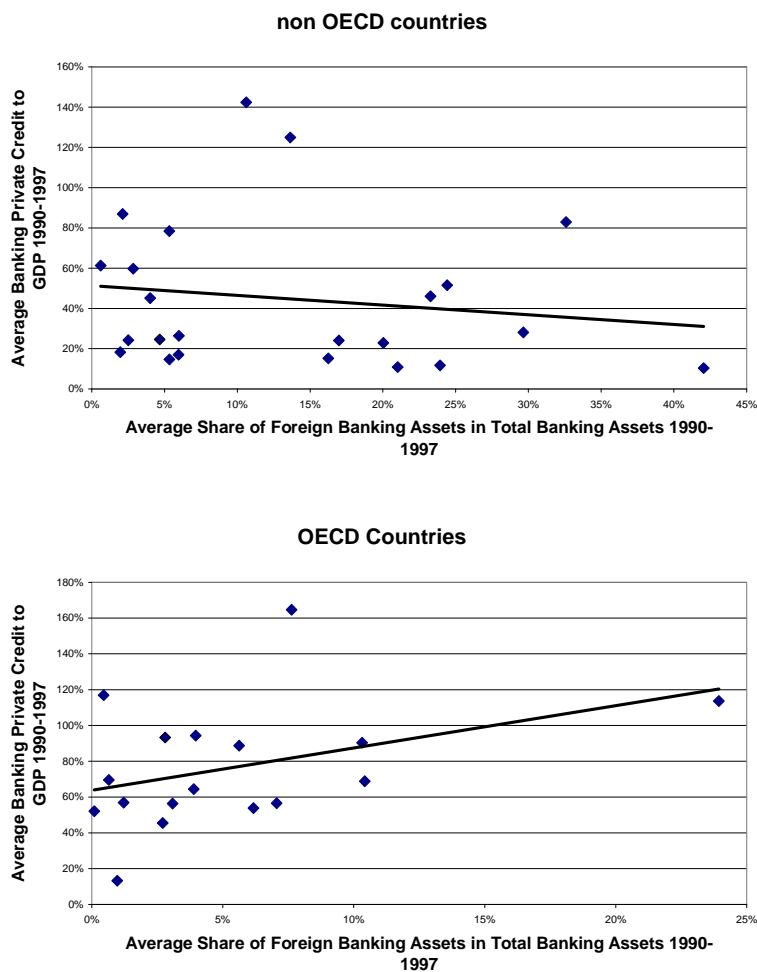 non OECD countries
160%
140%
120%
100%
80%
60%
40%
20%
0%
Average Banking Private Credit to
GDP 1990-1997
0% 5% 10% 15% 20% 25% 30% 35% 40% 45%
Average Share of Foreign Banking Assets in Total Banking Assets 1990-
1997
OECD Countries
180%
160%
140%
120%
100%
80%
60%
40%
20%
0%
Average Banking Private Credit to
GDP 1990-1997
0% 5% 10% 15% 20% 25%
Average Share of Foreign Banking Assets in Total Banking Assets 1990-
1997